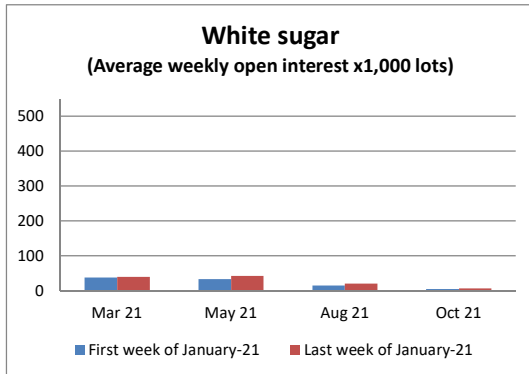 White sugar
(Average weekly open interest x1,000 lots)
500
400
300
200
100
0
Mar 21 May 21 Aug 21 Oct 21
First week of January-21 Last week of January-21